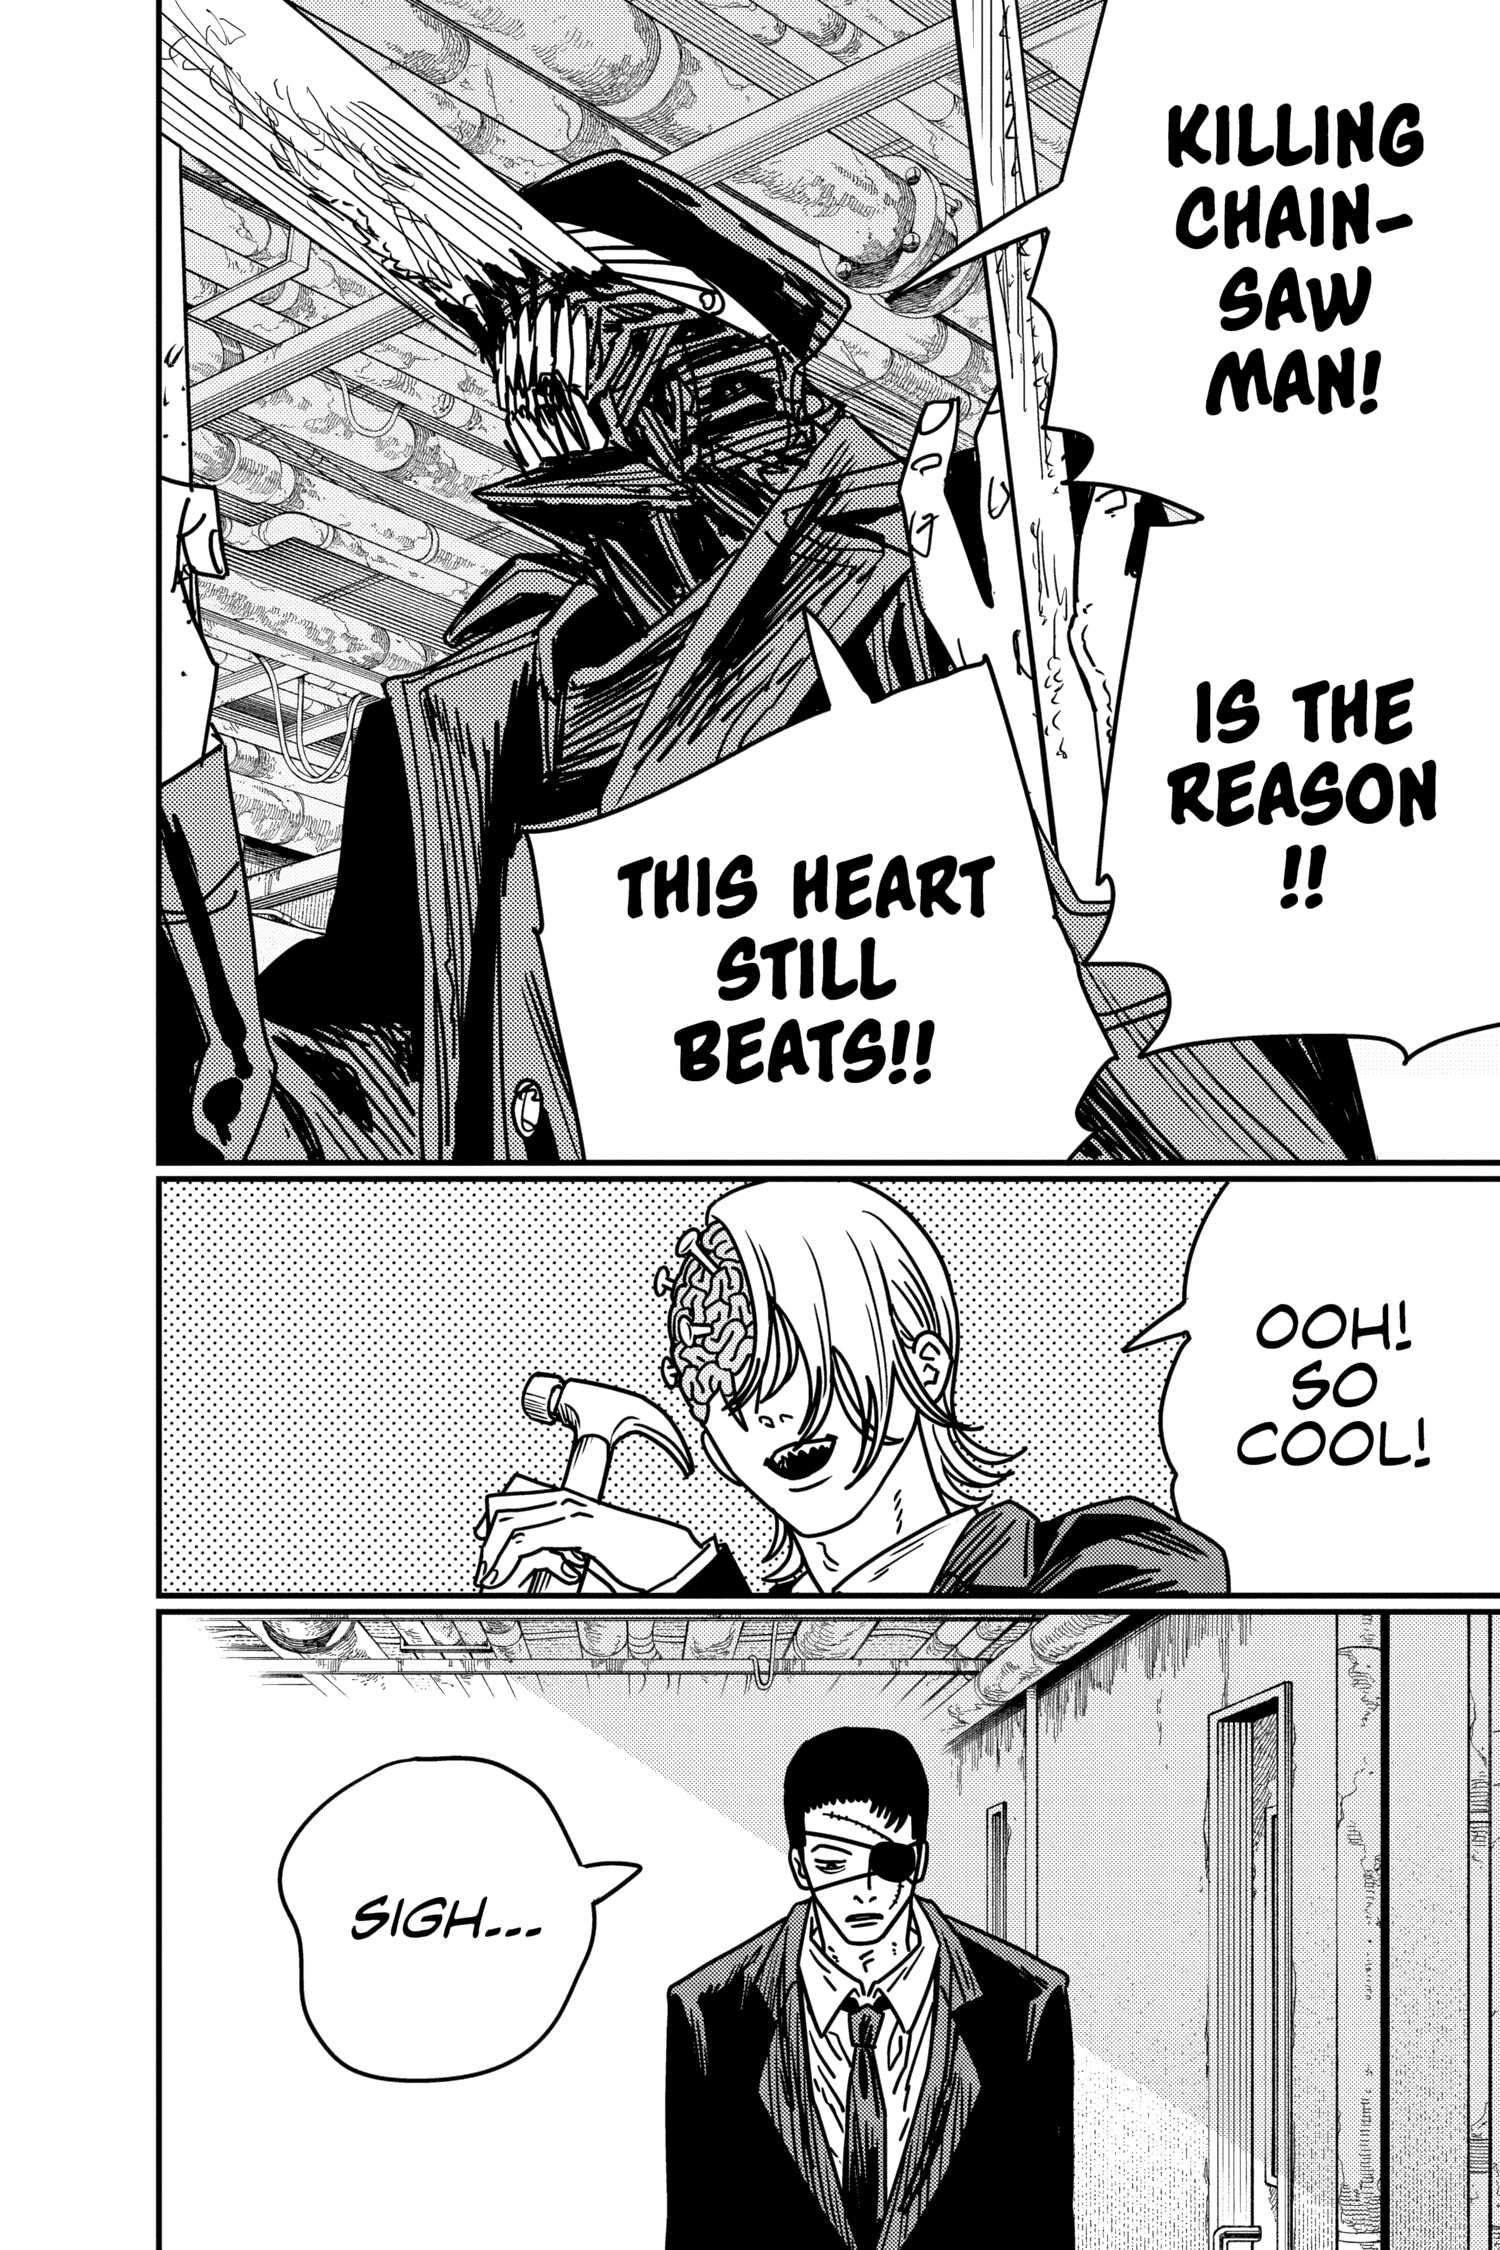 KILLING
CHAIN-
SAW
MAN!
IS THE
REASON
!!
THIS HEART
STILL
BEATS!!
OOH!
SO
COOL!
SIGH...